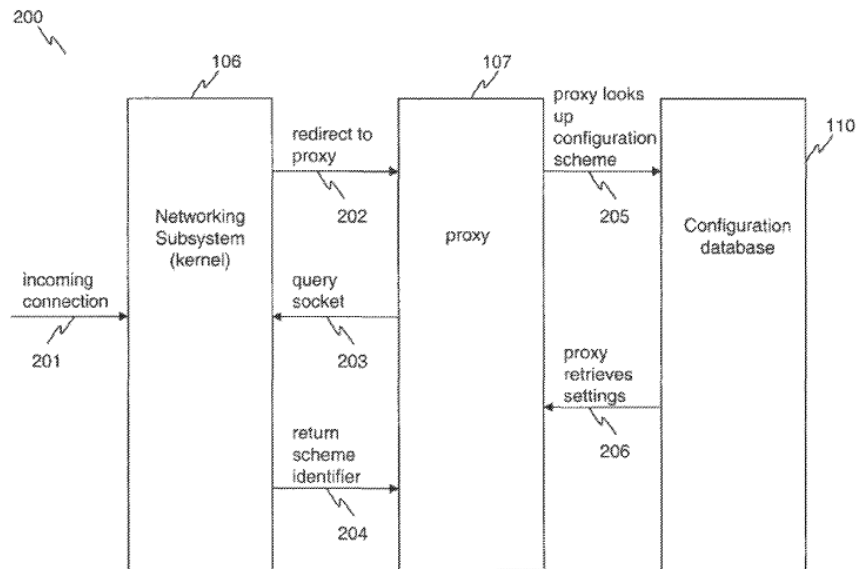 200
106
107
110
redirect to
proxy
202
proxy looks
up
configuration
scheme
205
Networking
Subsystem
(kernel)
proxy
Configuration
database
incoming
connection
201
query
socket
203
proxy
retrieves
settings
206
return
scheme
identifier
204